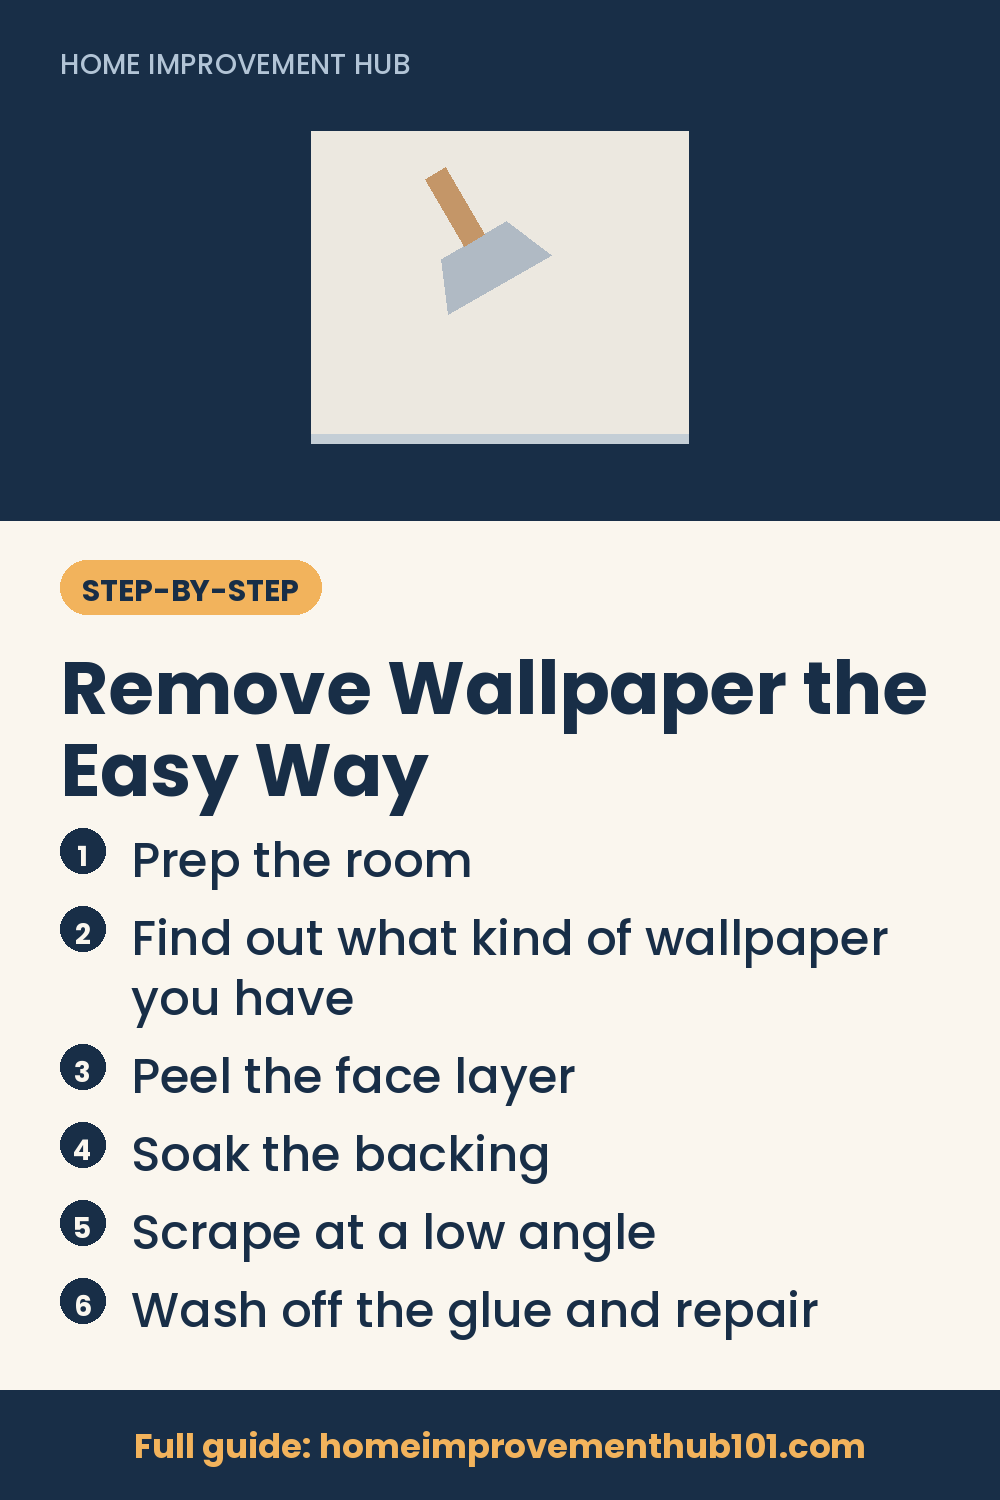 HOME IMPROVEMENT HUB
STEP-BY-STEP
Remove Wallpaper the
Easy Way
1 Prep the room
2 Find out what kind of wallpaper
you have
3 Peel the face layer
4 Soak the backing
5 Scrape at a low angle
6 Wash off the glue and repair
Full guide: homeimprovementhub101.com